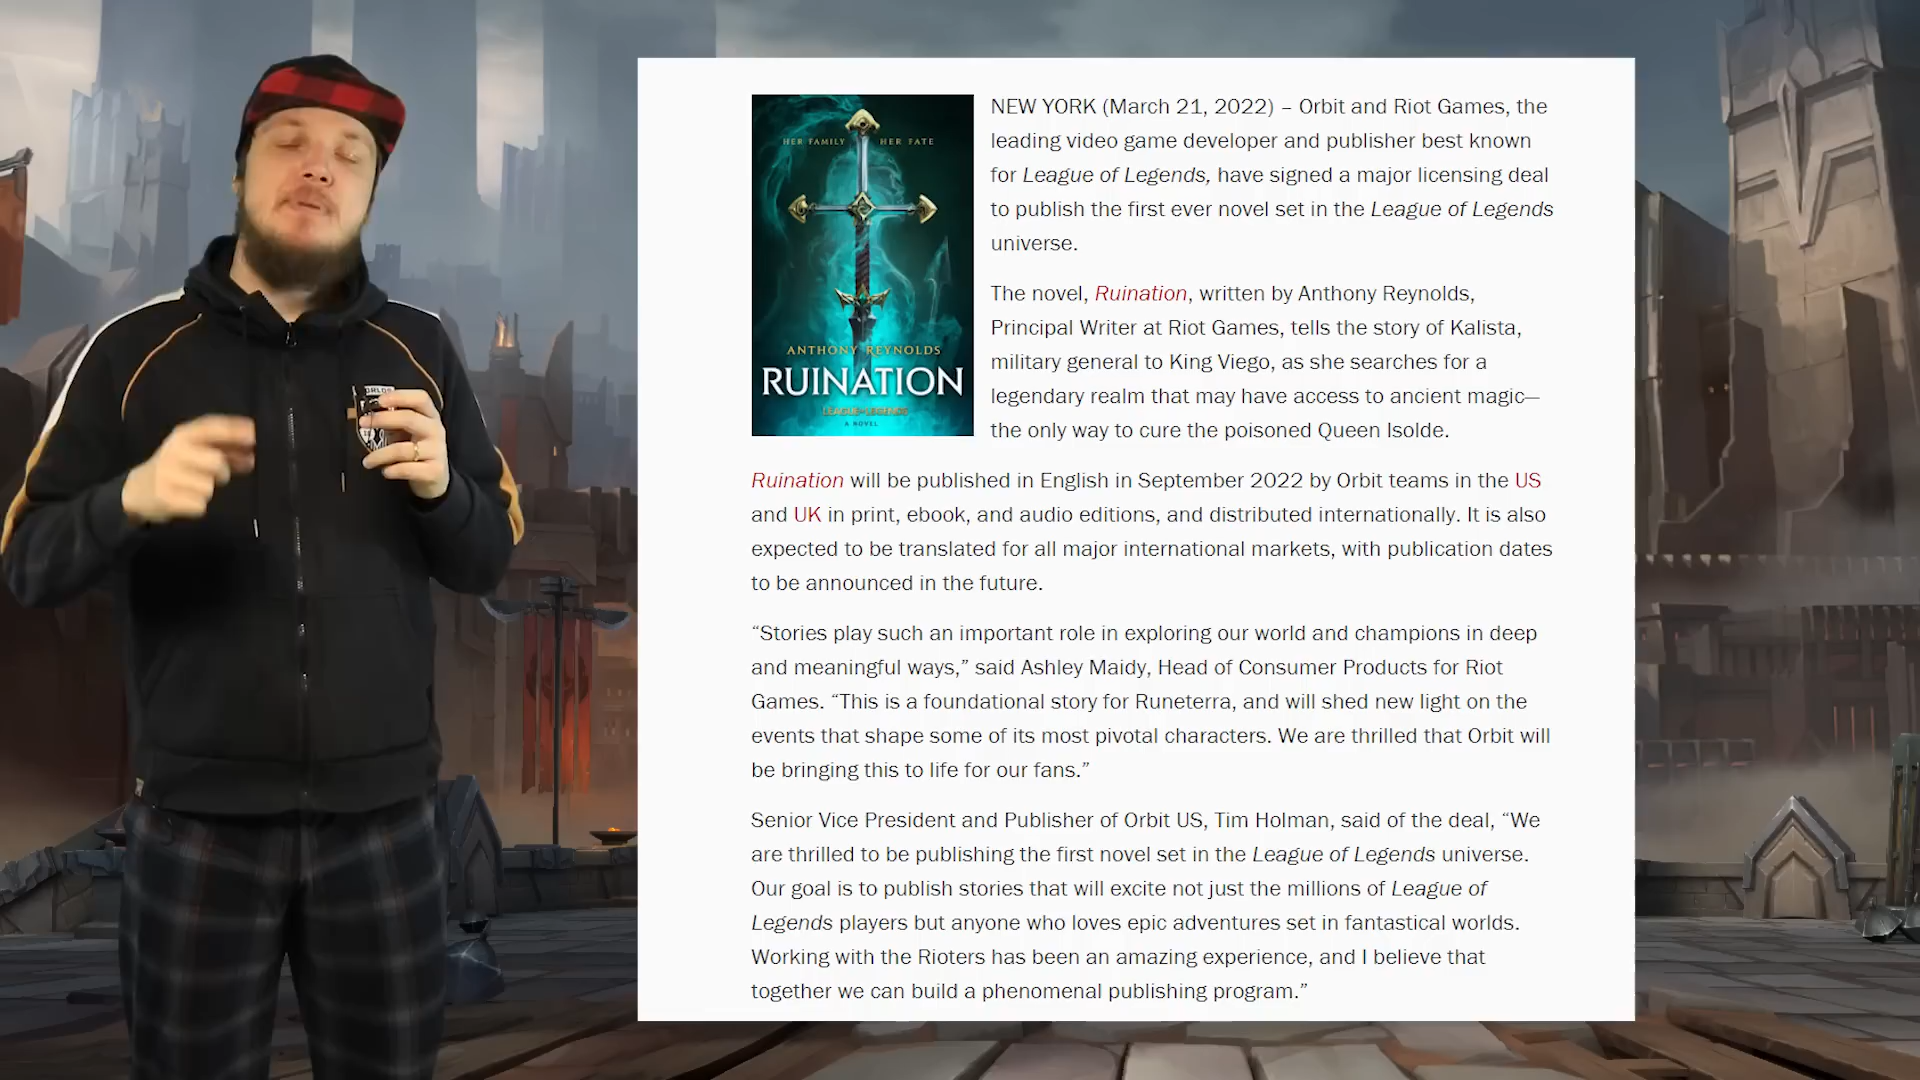 HER FAMILY HER FATE
ANTHONY REYNOLDS
RUINATION
LEAGUE OF LEGENDS
A NOVEL
NEW YORK (March 21, 2022) – Orbit and Riot Games, the
leading video game developer and publisher best known
for League of Legends, have signed a major licensing deal
to publish the first ever novel set in the League of Legends
universe.
The novel, Ruination, written by Anthony Reynolds,
Principal Writer at Riot Games, tells the story of Kalista,
military general to King Viego, as she searches for a
legendary realm that may have access to ancient magic—
the only way to cure the poisoned Queen Isolde.
Ruination will be published in English in September 2022 by Orbit teams in the US
and UK in print, ebook, and audio editions, and distributed internationally. It is also
expected to be translated for all major international markets, with publication dates
to be announced in the future.
“Stories play such an important role in exploring our world and champions in deep
and meaningful ways,” said Ashley Maidy, Head of Consumer Products for Riot
Games. “This is a foundational story for Runeterra, and will shed new light on the
events that shape some of its most pivotal characters. We are thrilled that Orbit will
be bringing this to life for our fans.”
Senior Vice President and Publisher of Orbit US, Tim Holman, said of the deal, “We
are thrilled to be publishing the first novel set in the League of Legends universe.
Our goal is to publish stories that will excite not just the millions of League of
Legends players but anyone who loves epic adventures set in fantastical worlds.
Working with the Rioters has been an amazing experience, and I believe that
together we can build a phenomenal publishing program.”